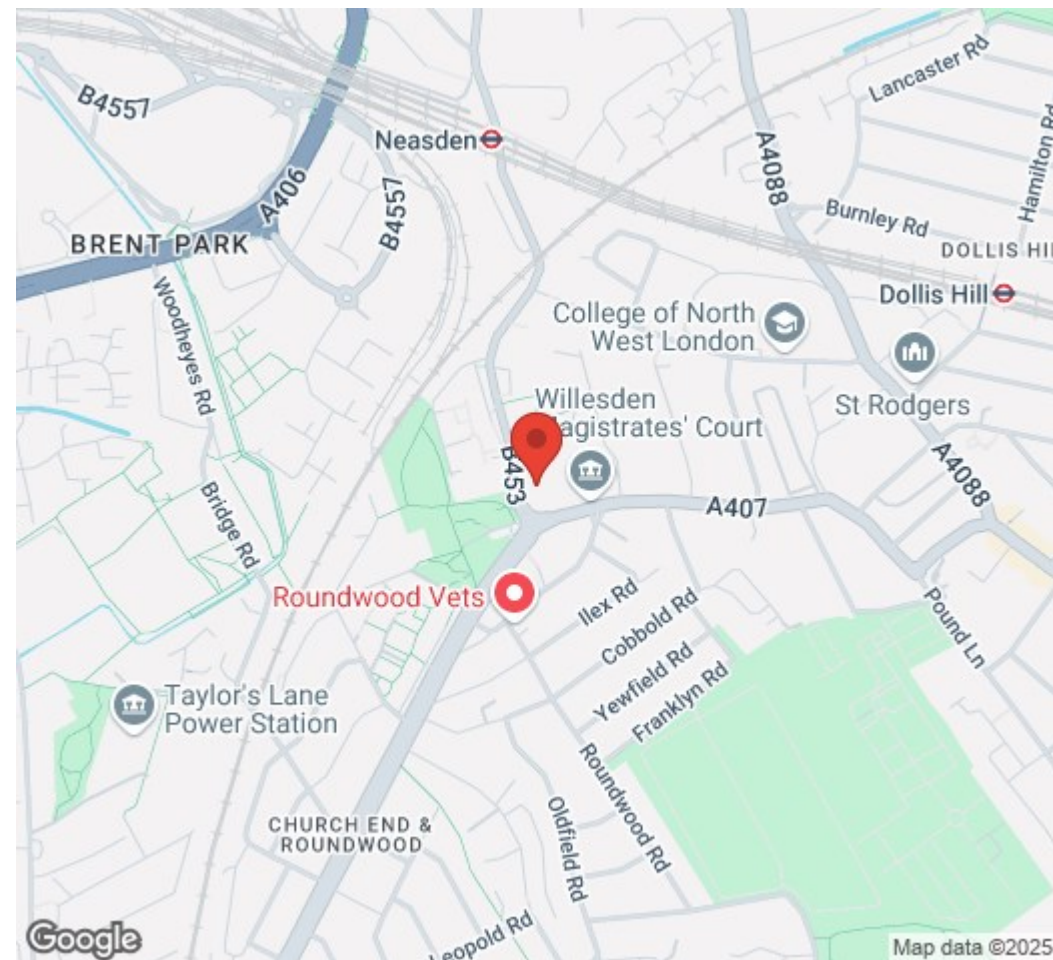 Lancaster Rd
B4557
Neasden
A4088
Hamilton Rd
A406
B4557
Burnley Rd
BRENT PARK
DOLLIS HI
Dollis Hill
Woodheyes Rd
College of North
West London
St Rodgers
Willesden
agistrates' Court
B453
A4088
A407
Bridge Rd
Roundwood Vets
Ilex Rd
Cobbold Rd
Pound Ln
Yewfield Rd
Franklyn Rd
Taylor's Lane
Power Station
Roundwood Rd
Oldfield Rd
CHURCH END &
ROUNDWOOD
Leopold Rd
Google
Map data ©2025